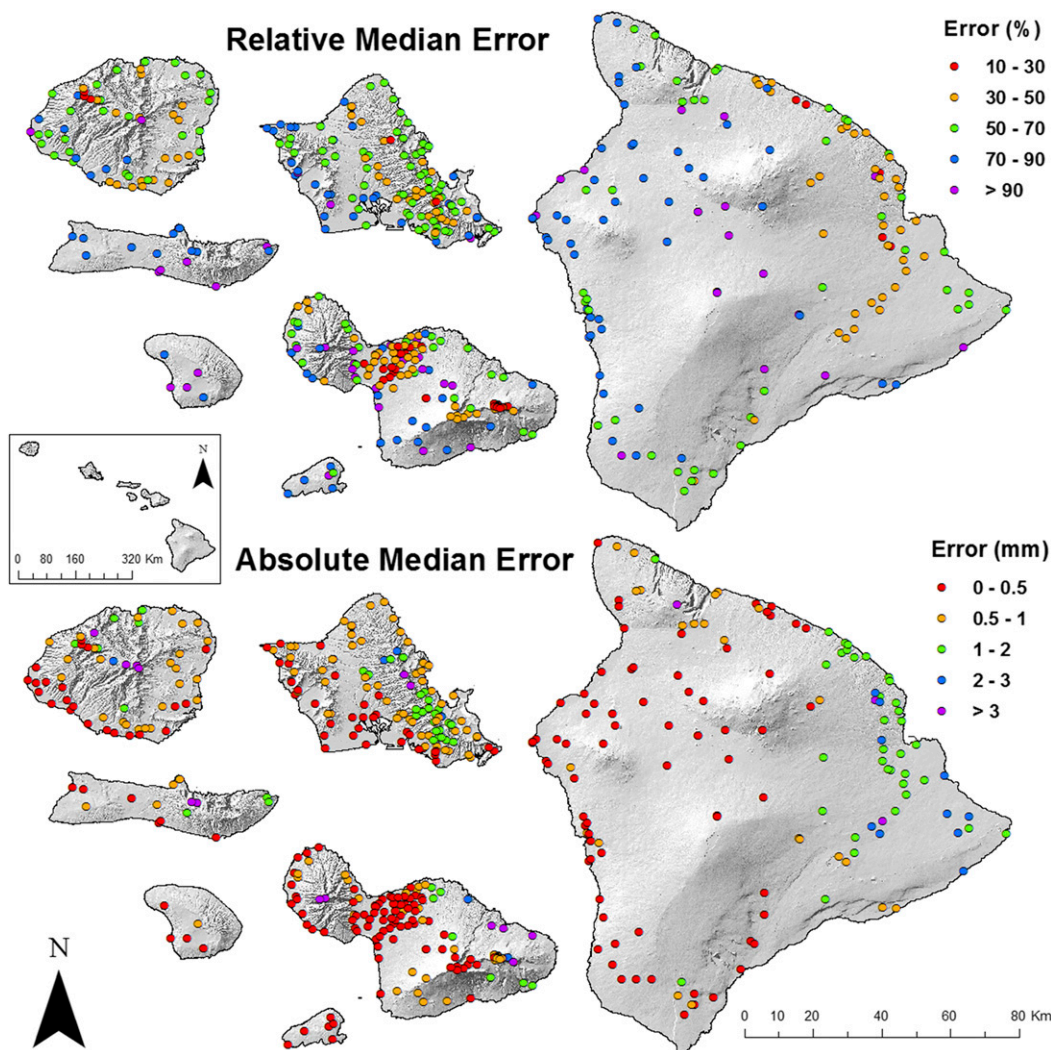 Relative Median Error
Error (%)
10 - 30
30 - 50
50 - 70
70 - 90
> 90
N
0 80 160 320 Km
Absolute Median Error
Error (mm)
0 - 0.5
0.5 - 1
1 - 2
2 - 3
> 3
N
0 20 40 60 80 Km